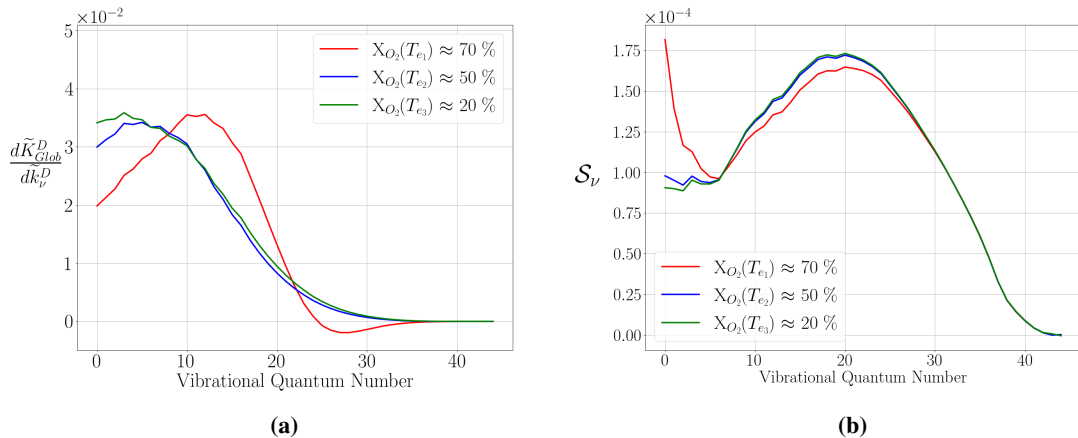 ×10⁻²
5
4
3
2
1
0
dK̃ᴰ_Glob / dk̃ᴰ_ν
X_O₂(T_e₁) ≈ 70 %
X_O₂(T_e₂) ≈ 50 %
X_O₂(T_e₃) ≈ 20 %
0 10 20 30 40
Vibrational Quantum Number
(a)
×10⁻⁴
1.75
1.50
1.25
1.00
0.75
0.50
0.25
0.00
S_ν
X_O₂(T_e₁) ≈ 70 %
X_O₂(T_e₂) ≈ 50 %
X_O₂(T_e₃) ≈ 20 %
0 10 20 30 40
Vibrational Quantum Number
(b)